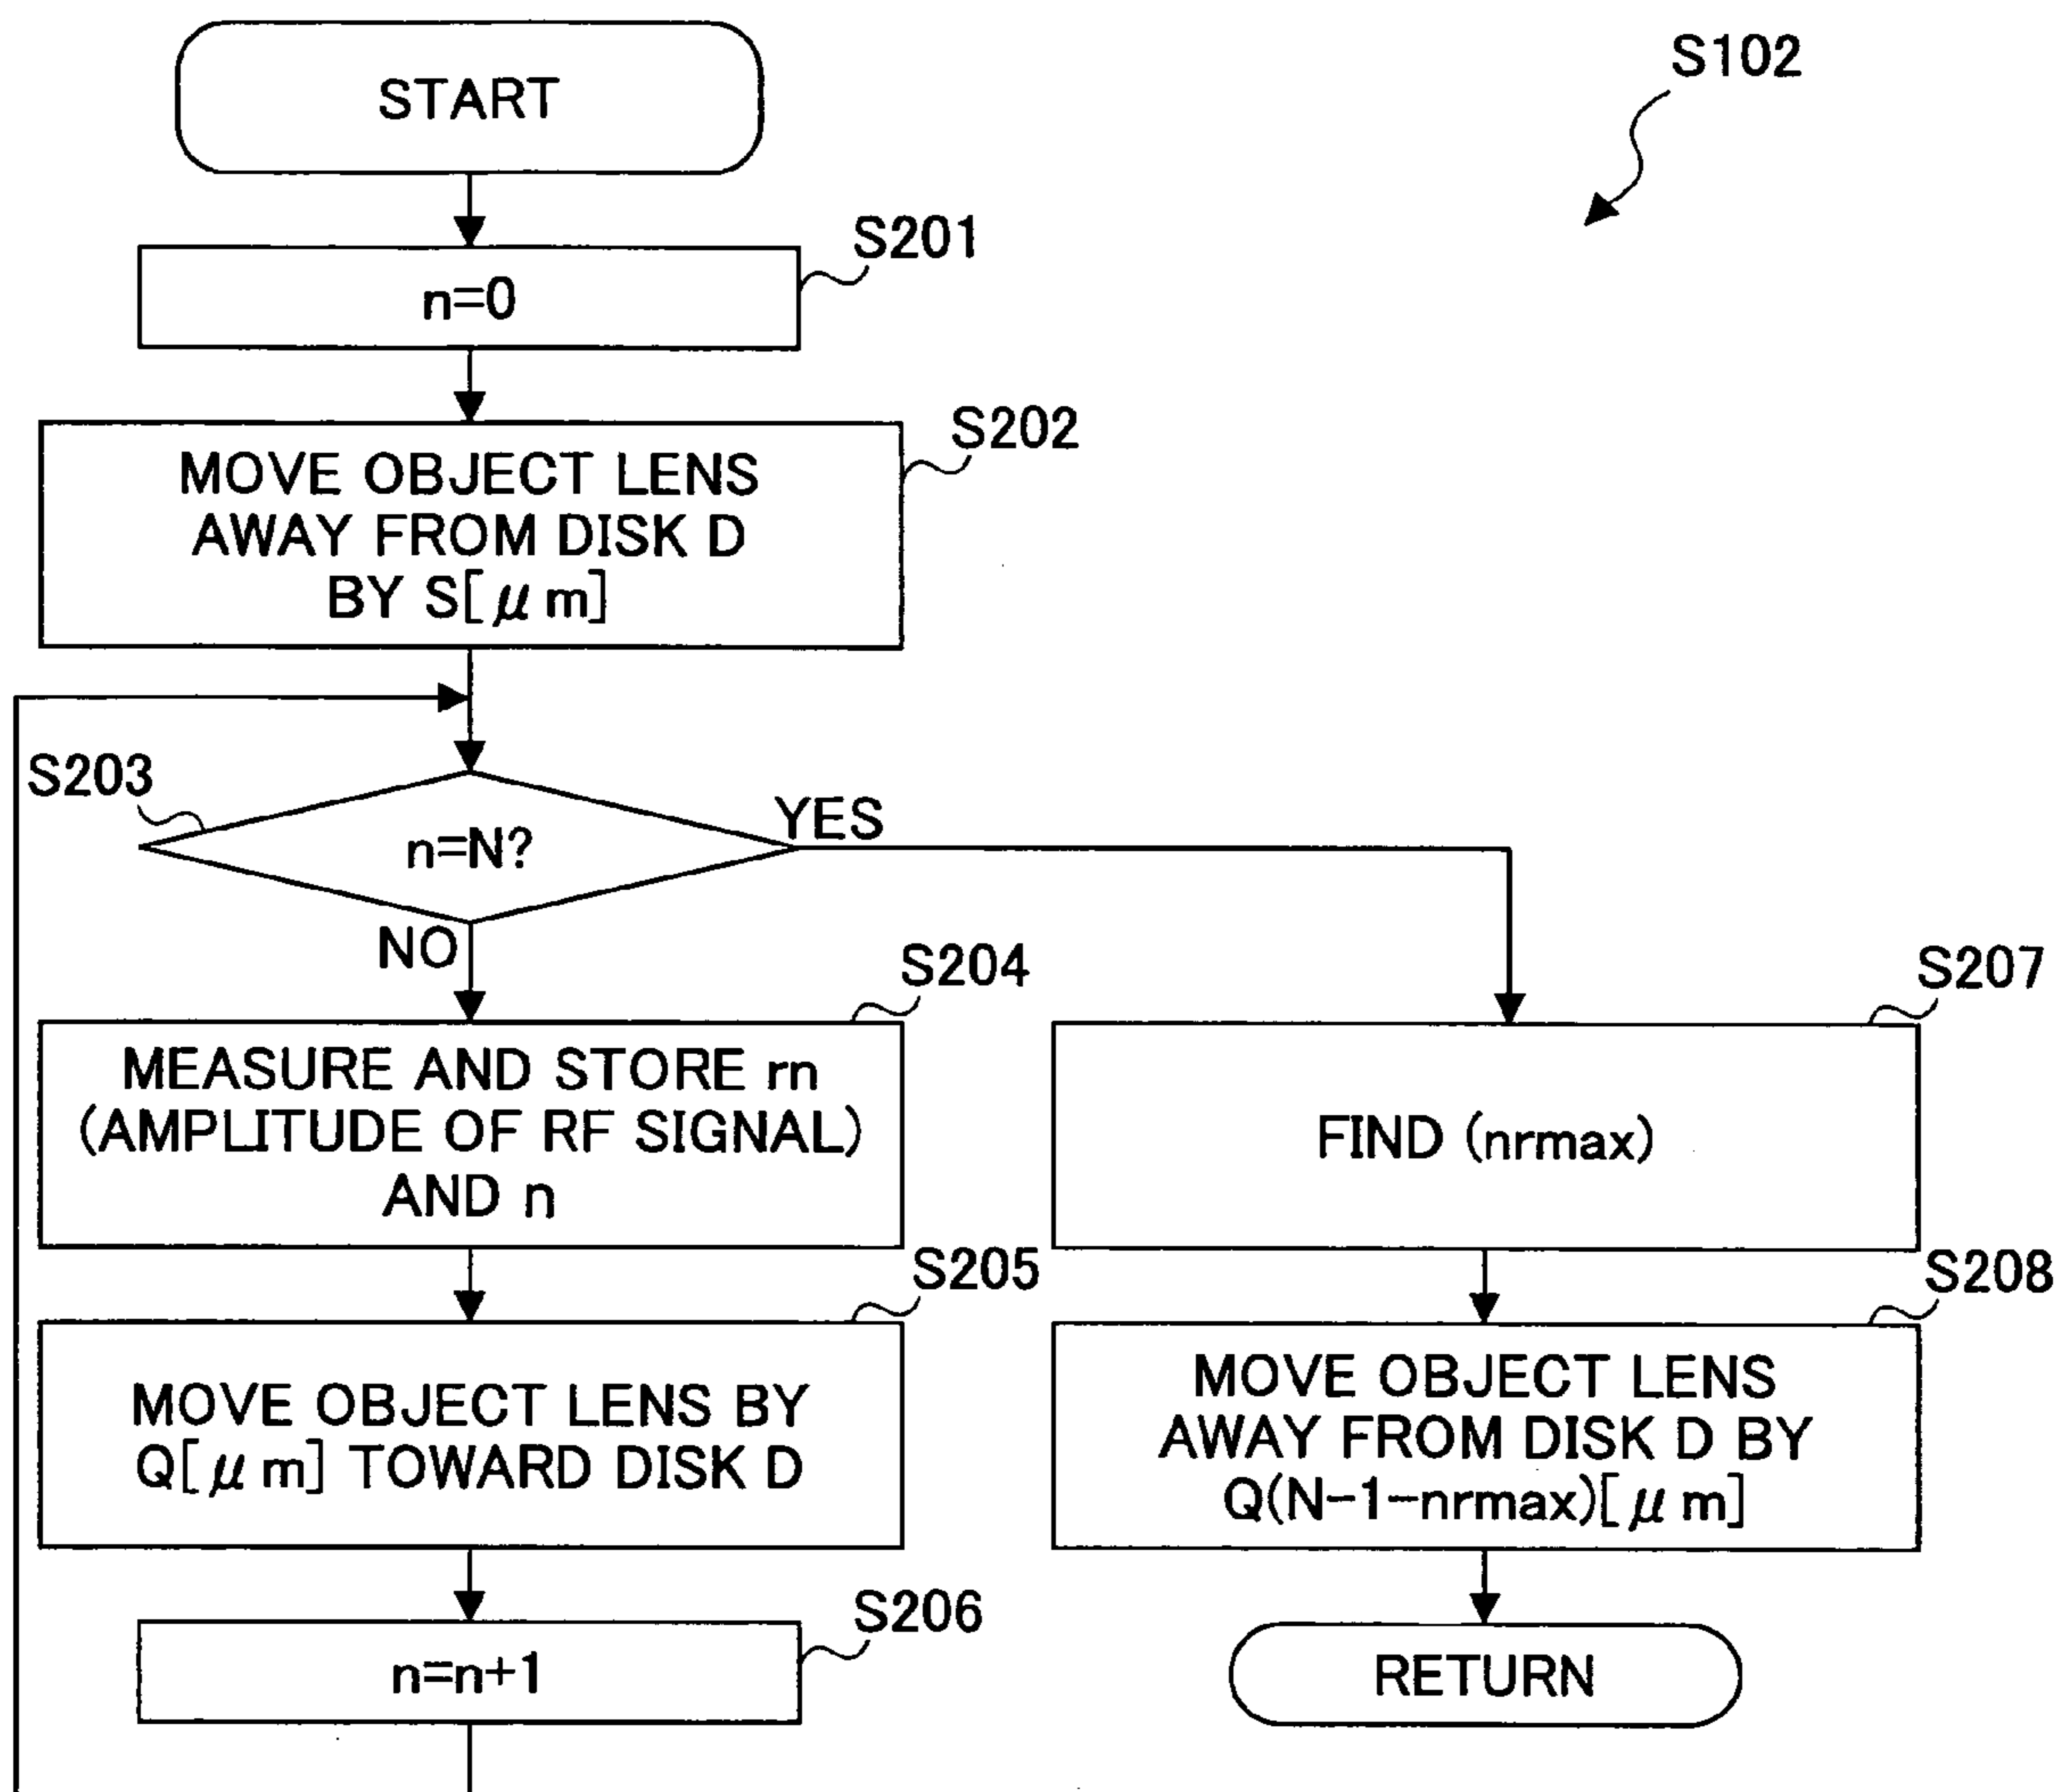 START
S102
S201
n=0
S202
MOVE OBJECT LENS
AWAY FROM DISK D
BY S[μm]
S203
n=N?
YES
NO
S204
MEASURE AND STORE rn
(AMPLITUDE OF RF SIGNAL)
AND n
S205
MOVE OBJECT LENS BY
Q[μm] TOWARD DISK D
S206
n=n+1
S207
FIND (nrmax)
S208
MOVE OBJECT LENS
AWAY FROM DISK D BY
Q(N-1-nrmax)[μm]
RETURN